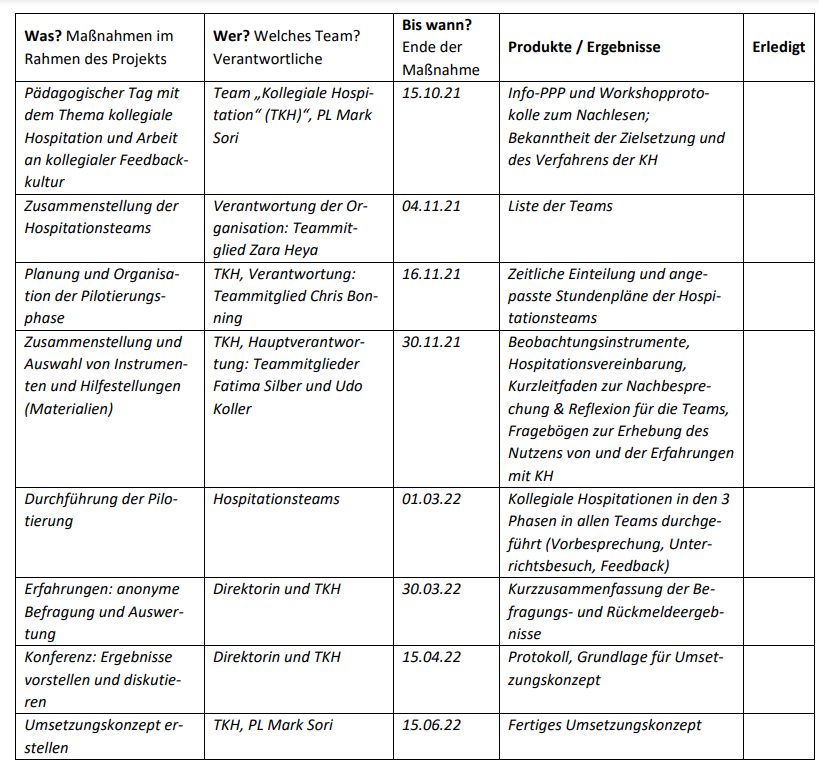 Was? Maßnahmen im
Rahmen des Projekts
Wer? Welches Team?
Verantwortliche
Bis wann?
Ende der
Maßnahme
Produkte / Ergebnisse
Erledigt
Pädagogischer Tag mit
dem Thema kollegiale
Hospitation und Arbeit
an kollegialer Feedback-
kultur
Team „Kollegiale Hospi-
tation“ (TKH)“, PL Mark
Sori
15.10.21
Info-PPP und Workshopproto-
kolle zum Nachlesen;
Bekanntheit der Zielsetzung und
des Verfahrens der KH
Zusammenstellung der
Hospitationsteams
Verantwortung der Or-
ganisation: Teammit-
glied Zara Heya
04.11.21
Liste der Teams
Planung und Organisa-
tion der Pilotierungs-
phase
TKH, Verantwortung:
Teammitglied Chris Bon-
ning
16.11.21
Zeitliche Einteilung und ange-
passte Stundenpläne der Hospi-
tationsteams
Zusammenstellung und
Auswahl von Instrumen-
ten und Hilfestellungen
(Materialien)
TKH, Hauptverantwor-
tung: Teammitglieder
Fatima Silber und Udo
Koller
30.11.21
Beobachtungsinstrumente,
Hospitationsvereinbarung,
Kurzleitfaden zur Nachbespre-
chung & Reflexion für die Teams,
Fragebögen zur Erhebung des
Nutzens von und der Erfahrungen
mit KH
Durchführung der Pilo-
tierung
Hospitationsteams
01.03.22
Kollegiale Hospitationen in den 3
Phasen in allen Teams durchge-
führt (Vorbesprechung, Unter-
richtsbesuch, Feedback)
Erfahrungen: anonyme
Befragung und Auswer-
tung
Direktorin und TKH
30.03.22
Kurzzusammenfassung der Be-
fragungs- und Rückmeldeergeb-
nisse
Konferenz: Ergebnisse
vorstellen und diskutie-
ren
Direktorin und TKH
15.04.22
Protokoll, Grundlage für Umset-
zungskonzept
Umsetzungskonzept er-
stellen
TKH, PL Mark Sori
15.06.22
Fertiges Umsetzungskonzept